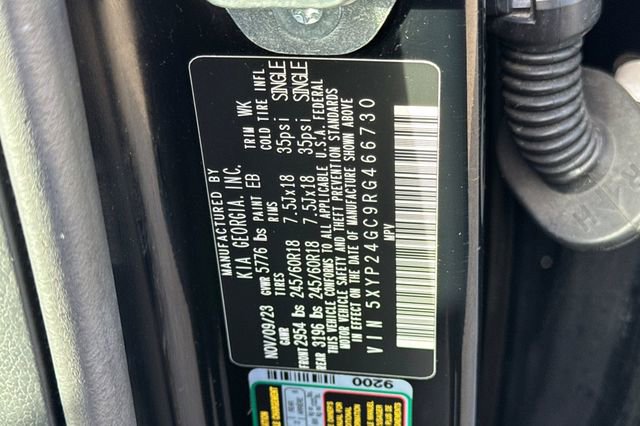 MANUFACTURED BY
KIA GEORGIA, INC.
NOV/09/23 GVWR 5776 lbs PAINT EB TRIM WK
GWWR TIRES RIMS COLD TIRE INFL
FRONT 2954 lbs 245/60R18 7.5Jx18 35psi SINGLE
REAR 3196 lbs 245/60R18 7.5Jx18 35psi SINGLE
THIS VEHICLE CONFORMS TO ALL APPLICABLE U.S.A. FEDERAL
MOTOR VEHICLE SAFETY AND THEFT PREVENTION STANDARDS
IN EFFECT ON THE DATE OF MANUFACTURE SHOWN ABOVE
VIN 5XYP24GC9RG466730
MPV
9200